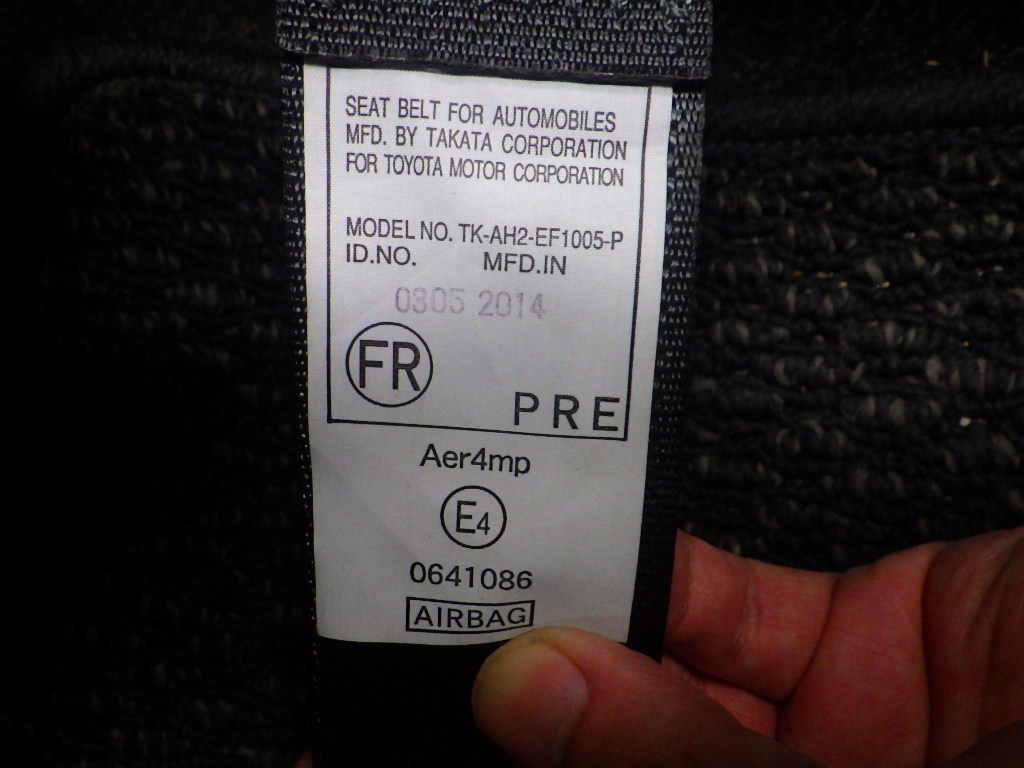 SEAT BELT FOR AUTOMOBILES
MFD. BY TAKATA CORPORATION
FOR TOYOTA MOTOR CORPORATION
MODEL NO. TK-AH2-EF1005-P
ID.NO. MFD.IN
0305 2014
FR
PRE
Aer4mp
E4
0641086
AIRBAG